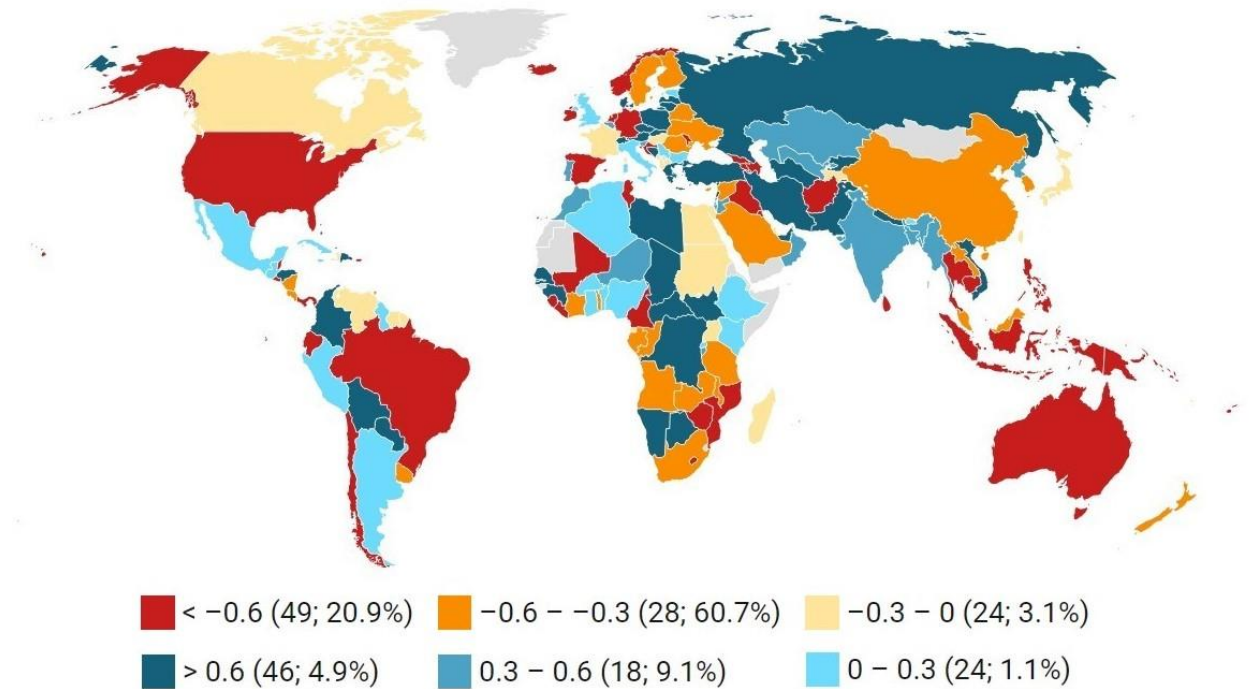 < −0.6 (49; 20.9%) −0.6 – −0.3 (28; 60.7%) −0.3 – 0 (24; 3.1%)
> 0.6 (46; 4.9%) 0.3 – 0.6 (18; 9.1%) 0 – 0.3 (24; 1.1%)